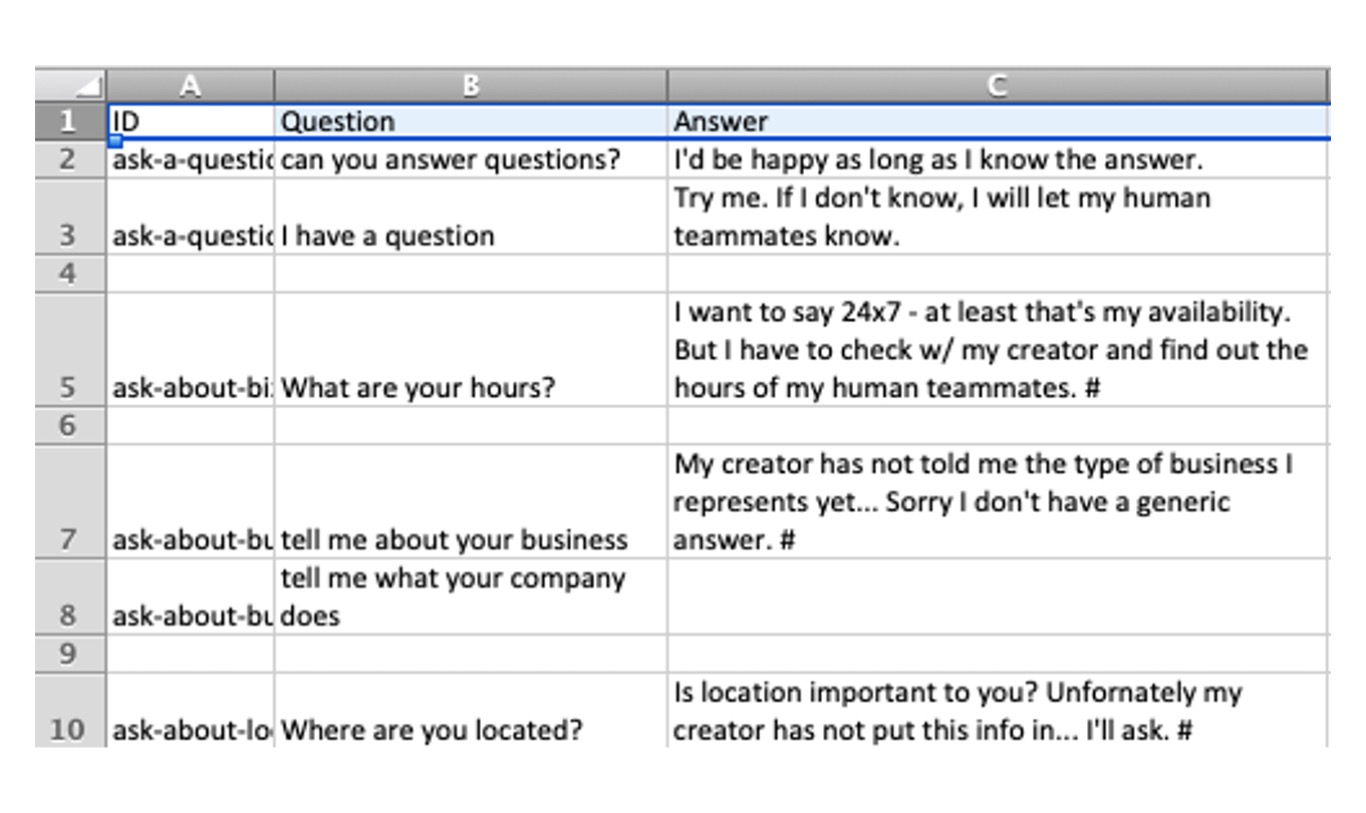 A B C
1 ID Question Answer
2 ask-a-questic can you answer questions? I'd be happy as long as I know the answer.
Try me. If I don't know, I will let my human
3 ask-a-questic I have a question teammates know.
4
I want to say 24x7 - at least that's my availability.
But I have to check w/ my creator and find out the
5 ask-about-bi What are your hours? hours of my human teammates. #
6
My creator has not told me the type of business I
represents yet... Sorry I don't have a generic
7 ask-about-bu tell me about your business answer. #
tell me what your company
8 ask-about-bu does
9
Is location important to you? Unfornately my
10 ask-about-lo Where are you located? creator has not put this info in... I'll ask. #